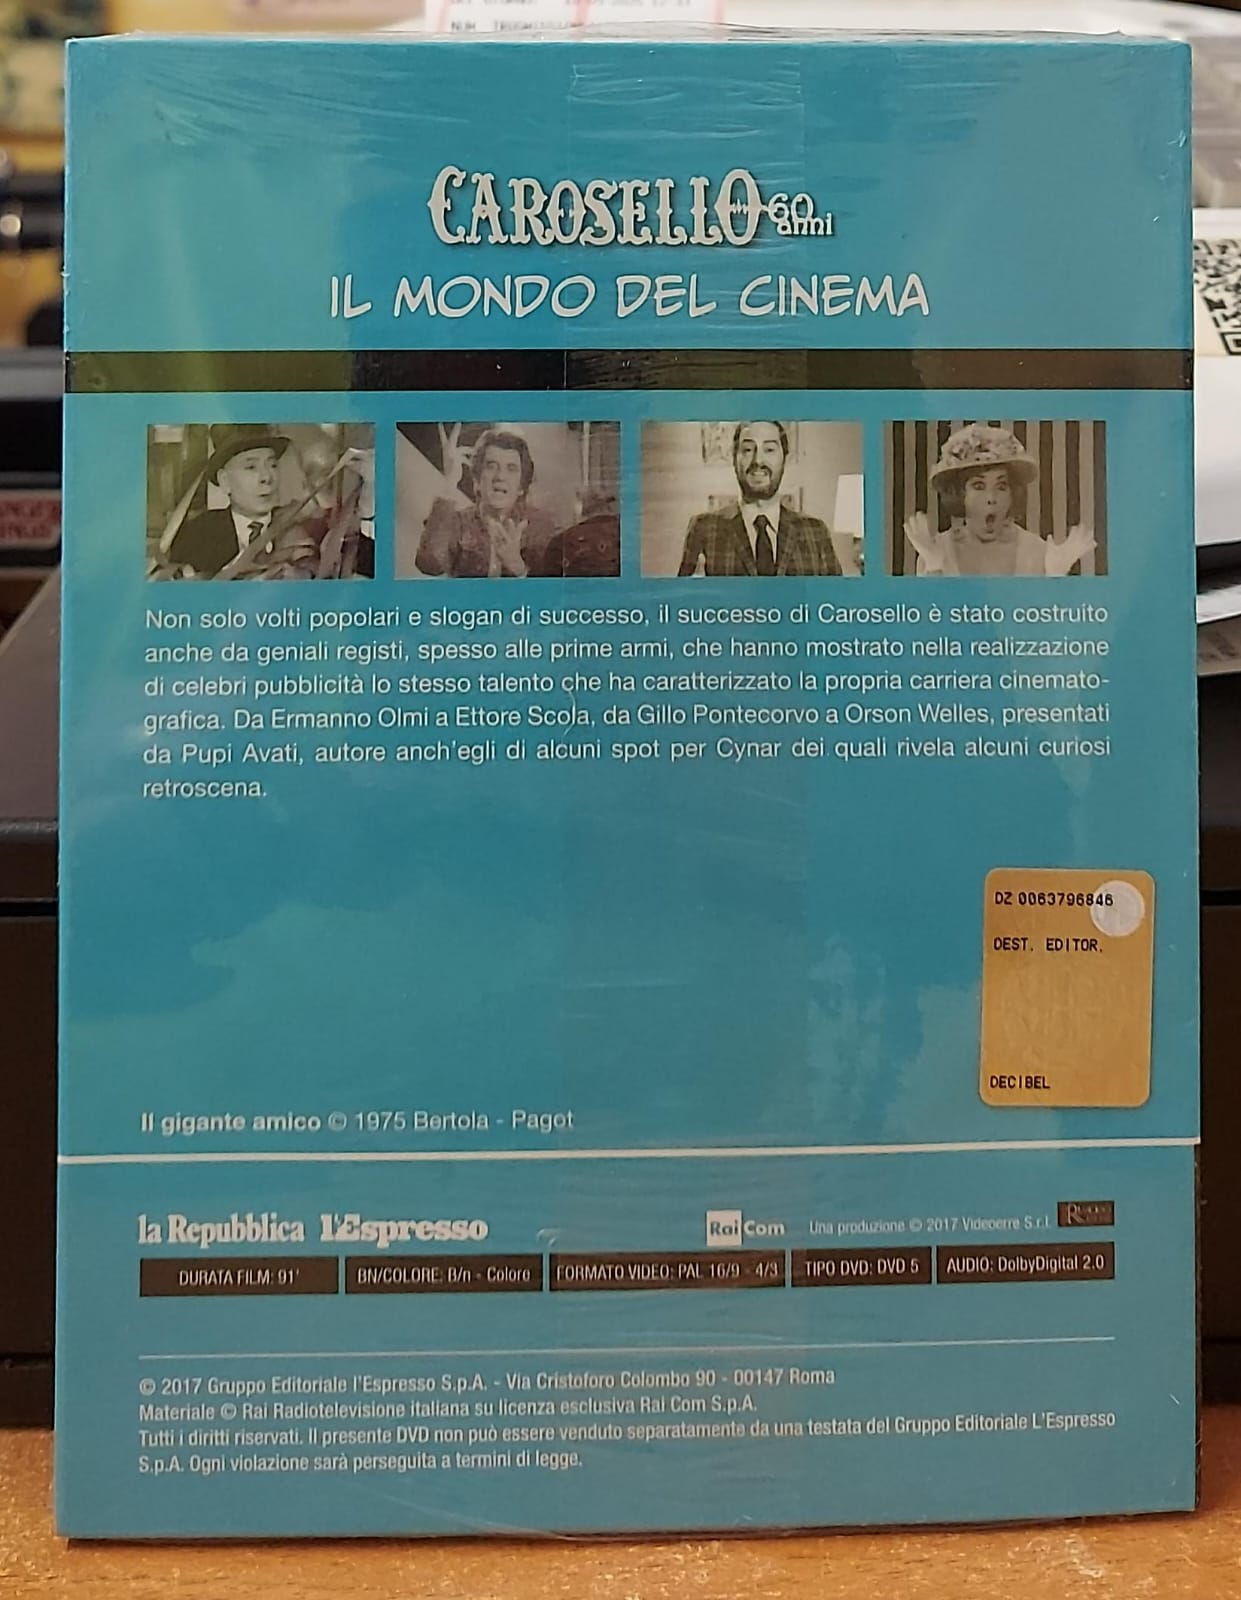 CAROSELLO 60 anni
IL MONDO DEL CINEMA
Non solo volti popolari e slogan di successo, il successo di Carosello è stato costruito
anche da geniali registi, spesso alle prime armi, che hanno mostrato nella realizzazione
di celebri pubblicità lo stesso talento che ha caratterizzato la propria carriera cinemato-
grafica. Da Ermanno Olmi a Ettore Scola, da Gillo Pontecorvo a Orson Welles, presentati
da Pupi Avati, autore anch'egli di alcuni spot per Cynar dei quali rivela alcuni curiosi
retroscena.
DZ 0063796846
DEST. EDITOR.
DECIBEL
Il gigante amico © 1975 Bertola - Pagot
la Repubblica l'Espresso
Rai Com Una produzione © 2017 Videoerre S.r.l.
DURATA FILM: 91' BN/COLORE: B/n - Colore FORMATO VIDEO: PAL 16/9 - 4/3 TIPO DVD: DVD 5 AUDIO: DolbyDigital 2.0
© 2017 Gruppo Editoriale l'Espresso S.p.A. - Via Cristoforo Colombo 90 - 00147 Roma
Materiale © Rai Radiotelevisione italiana su licenza esclusiva Rai Com S.p.A.
Tutti i diritti riservati. Il presente DVD non può essere venduto separatamente da una testata del Gruppo Editoriale L'Espresso
S.p.A. Ogni violazione sarà perseguita a termini di legge.